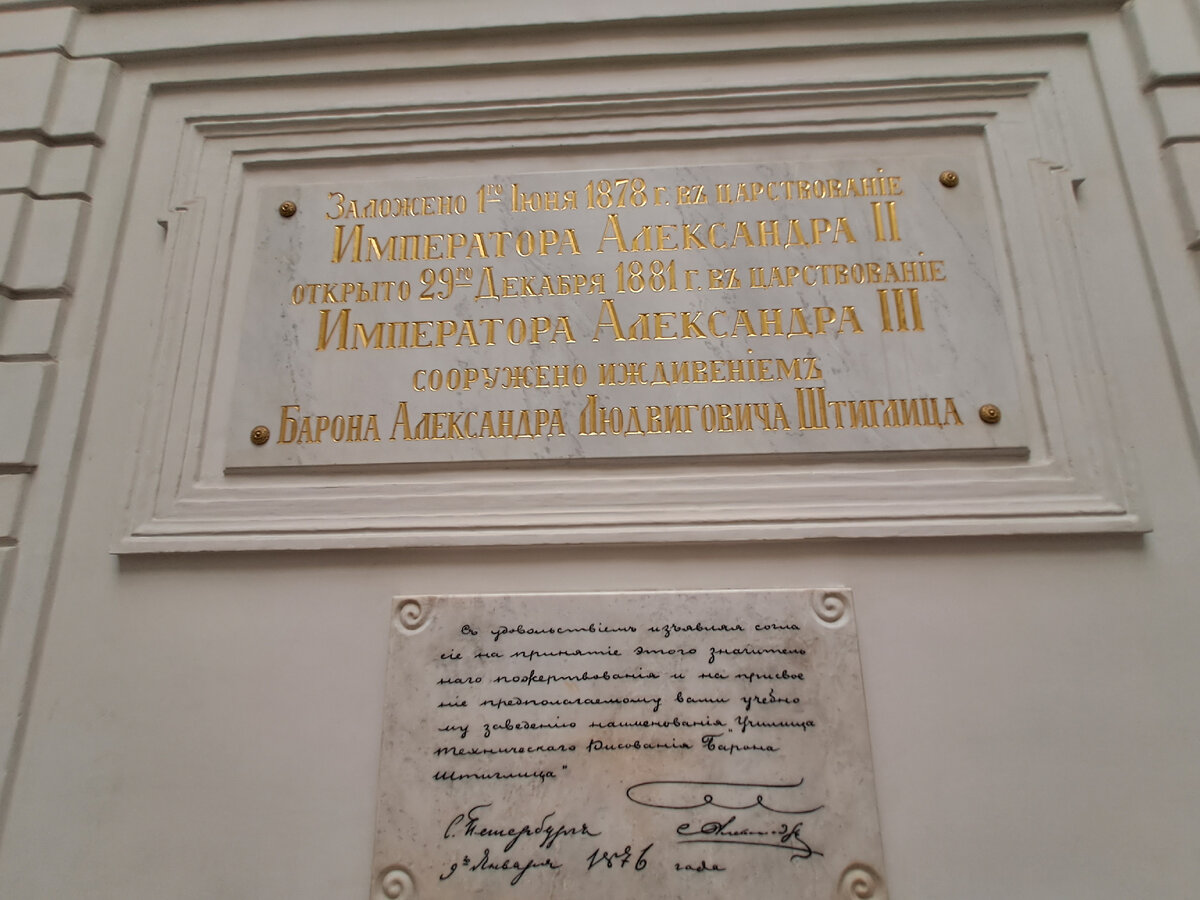 Заложено 1го Іюня 1878 г. въ царствованіе
Императора Александра II
открыто 29го Декабря 1881 г. въ царствованіе
Императора Александра III
сооружено иждивеніемъ
Барона Александра Людвиговича Штиглица
Съ удовольствіемъ изъявляя согла
сіе на принятіе этого значитель
наго пожертвованія и на присвое
ніе предполагаемому вами учебно
му заведенію наименованія „Училища
техническаго Рисованія Барона
Штиглица"
С. Петербургъ
9го Января 1876 года